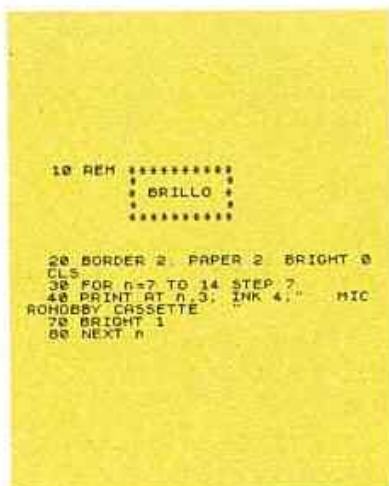 10 REM **********
* *
* BRILLO *
* *
**********
20 BORDER 2: PAPER 2: BRIGHT 0
CLS
30 FOR n=7 TO 14 STEP 7
40 PRINT AT n,3; INK 4;" MIC
ROHOBBY CASSETTE "
70 BRIGHT 1
80 NEXT n